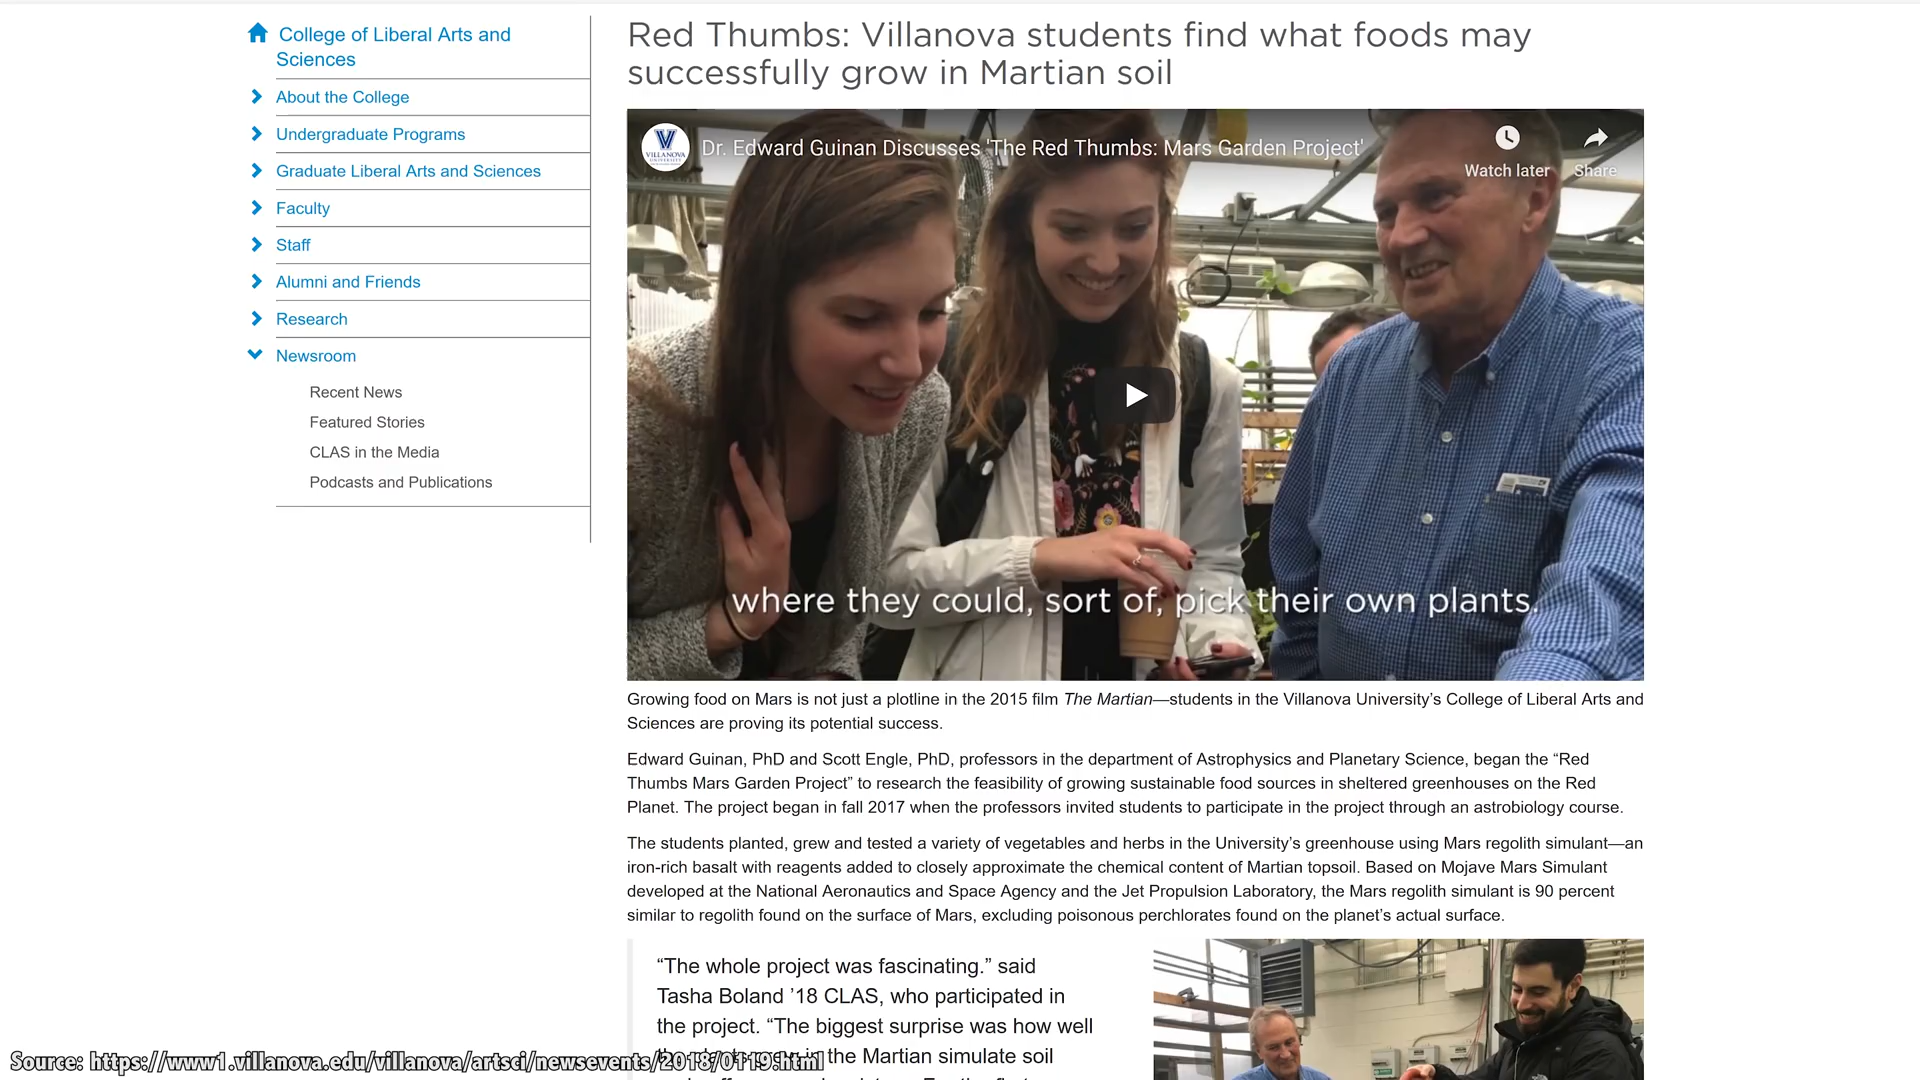 College of Liberal Arts and
Sciences
About the College
Undergraduate Programs
Graduate Liberal Arts and Sciences
Faculty
Staff
Alumni and Friends
Research
Newsroom
Recent News
Featured Stories
CLAS in the Media
Podcasts and Publications
Red Thumbs: Villanova students find what foods may
successfully grow in Martian soil
VILLANOVA
UNIVERSITY
Dr. Edward Guinan Discusses 'The Red Thumbs: Mars Garden Project'
Watch later
Share
where they could, sort of, pick their own plants.
Growing food on Mars is not just a plotline in the 2015 film The Martian—students in the Villanova University’s College of Liberal Arts and
Sciences are proving its potential success.
Edward Guinan, PhD and Scott Engle, PhD, professors in the department of Astrophysics and Planetary Science, began the “Red
Thumbs Mars Garden Project” to research the feasibility of growing sustainable food sources in sheltered greenhouses on the Red
Planet. The project began in fall 2017 when the professors invited students to participate in the project through an astrobiology course.
The students planted, grew and tested a variety of vegetables and herbs in the University’s greenhouse using Mars regolith simulant—an
iron-rich basalt with reagents added to closely approximate the chemical content of Martian topsoil. Based on Mojave Mars Simulant
developed at the National Aeronautics and Space Agency and the Jet Propulsion Laboratory, the Mars regolith simulant is 90 percent
similar to regolith found on the surface of Mars, excluding poisonous perchlorates found on the planet’s actual surface.
“The whole project was fascinating.” said
Tasha Boland ’18 CLAS, who participated in
the project. “The biggest surprise was how well
the Martian simulate soil
Source: https://www1.villanova.edu/villanova/artsci/newsevents/2018/0119.html